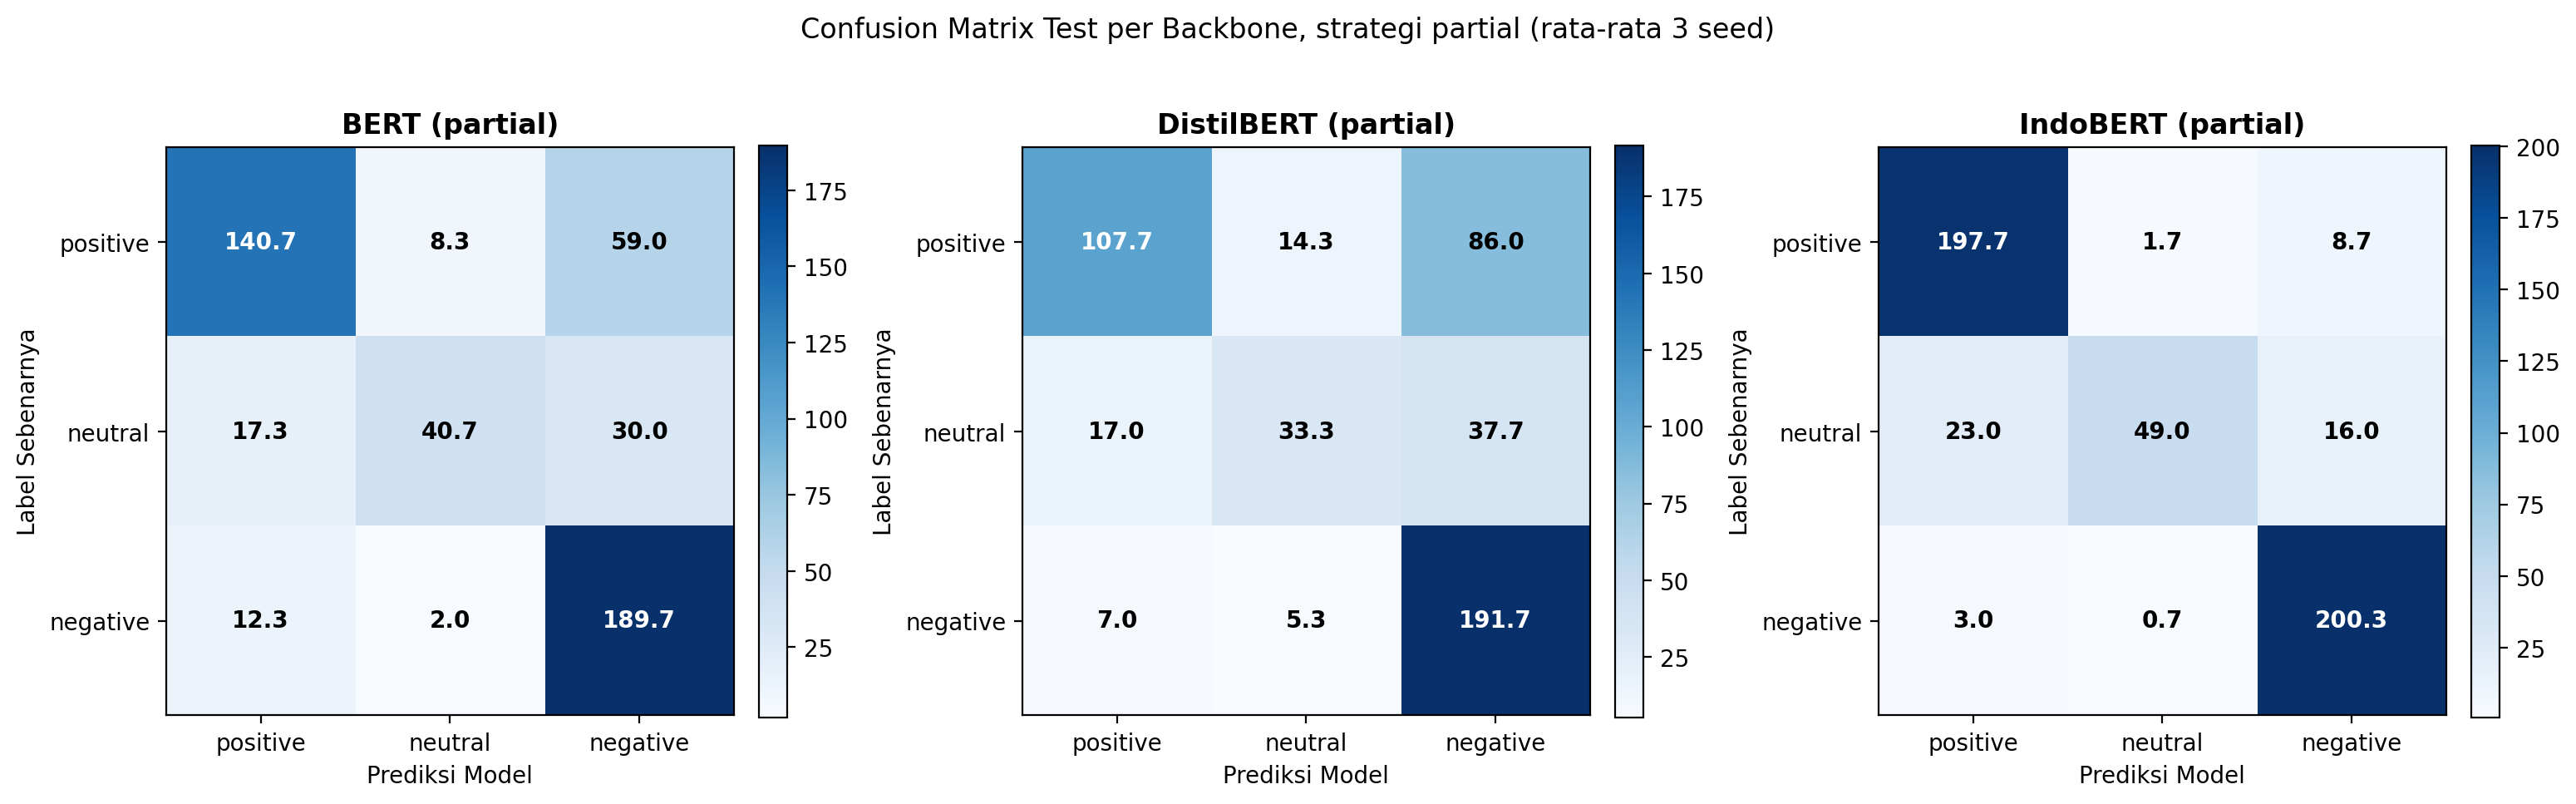 Confusion Matrix Test per Backbone, strategi partial (rata-rata 3 seed)
BERT (partial)
Label Sebenarnya
positive
neutral
negative
140.7 8.3 59.0
17.3 40.7 30.0
12.3 2.0 189.7
positive neutral negative
Prediksi Model
175
150
125
100
75
50
25
DistilBERT (partial)
Label Sebenarnya
positive
neutral
negative
107.7 14.3 86.0
17.0 33.3 37.7
7.0 5.3 191.7
positive neutral negative
Prediksi Model
175
150
125
100
75
50
25
IndoBERT (partial)
Label Sebenarnya
positive
neutral
negative
197.7 1.7 8.7
23.0 49.0 16.0
3.0 0.7 200.3
positive neutral negative
Prediksi Model
200
175
150
125
100
75
50
25